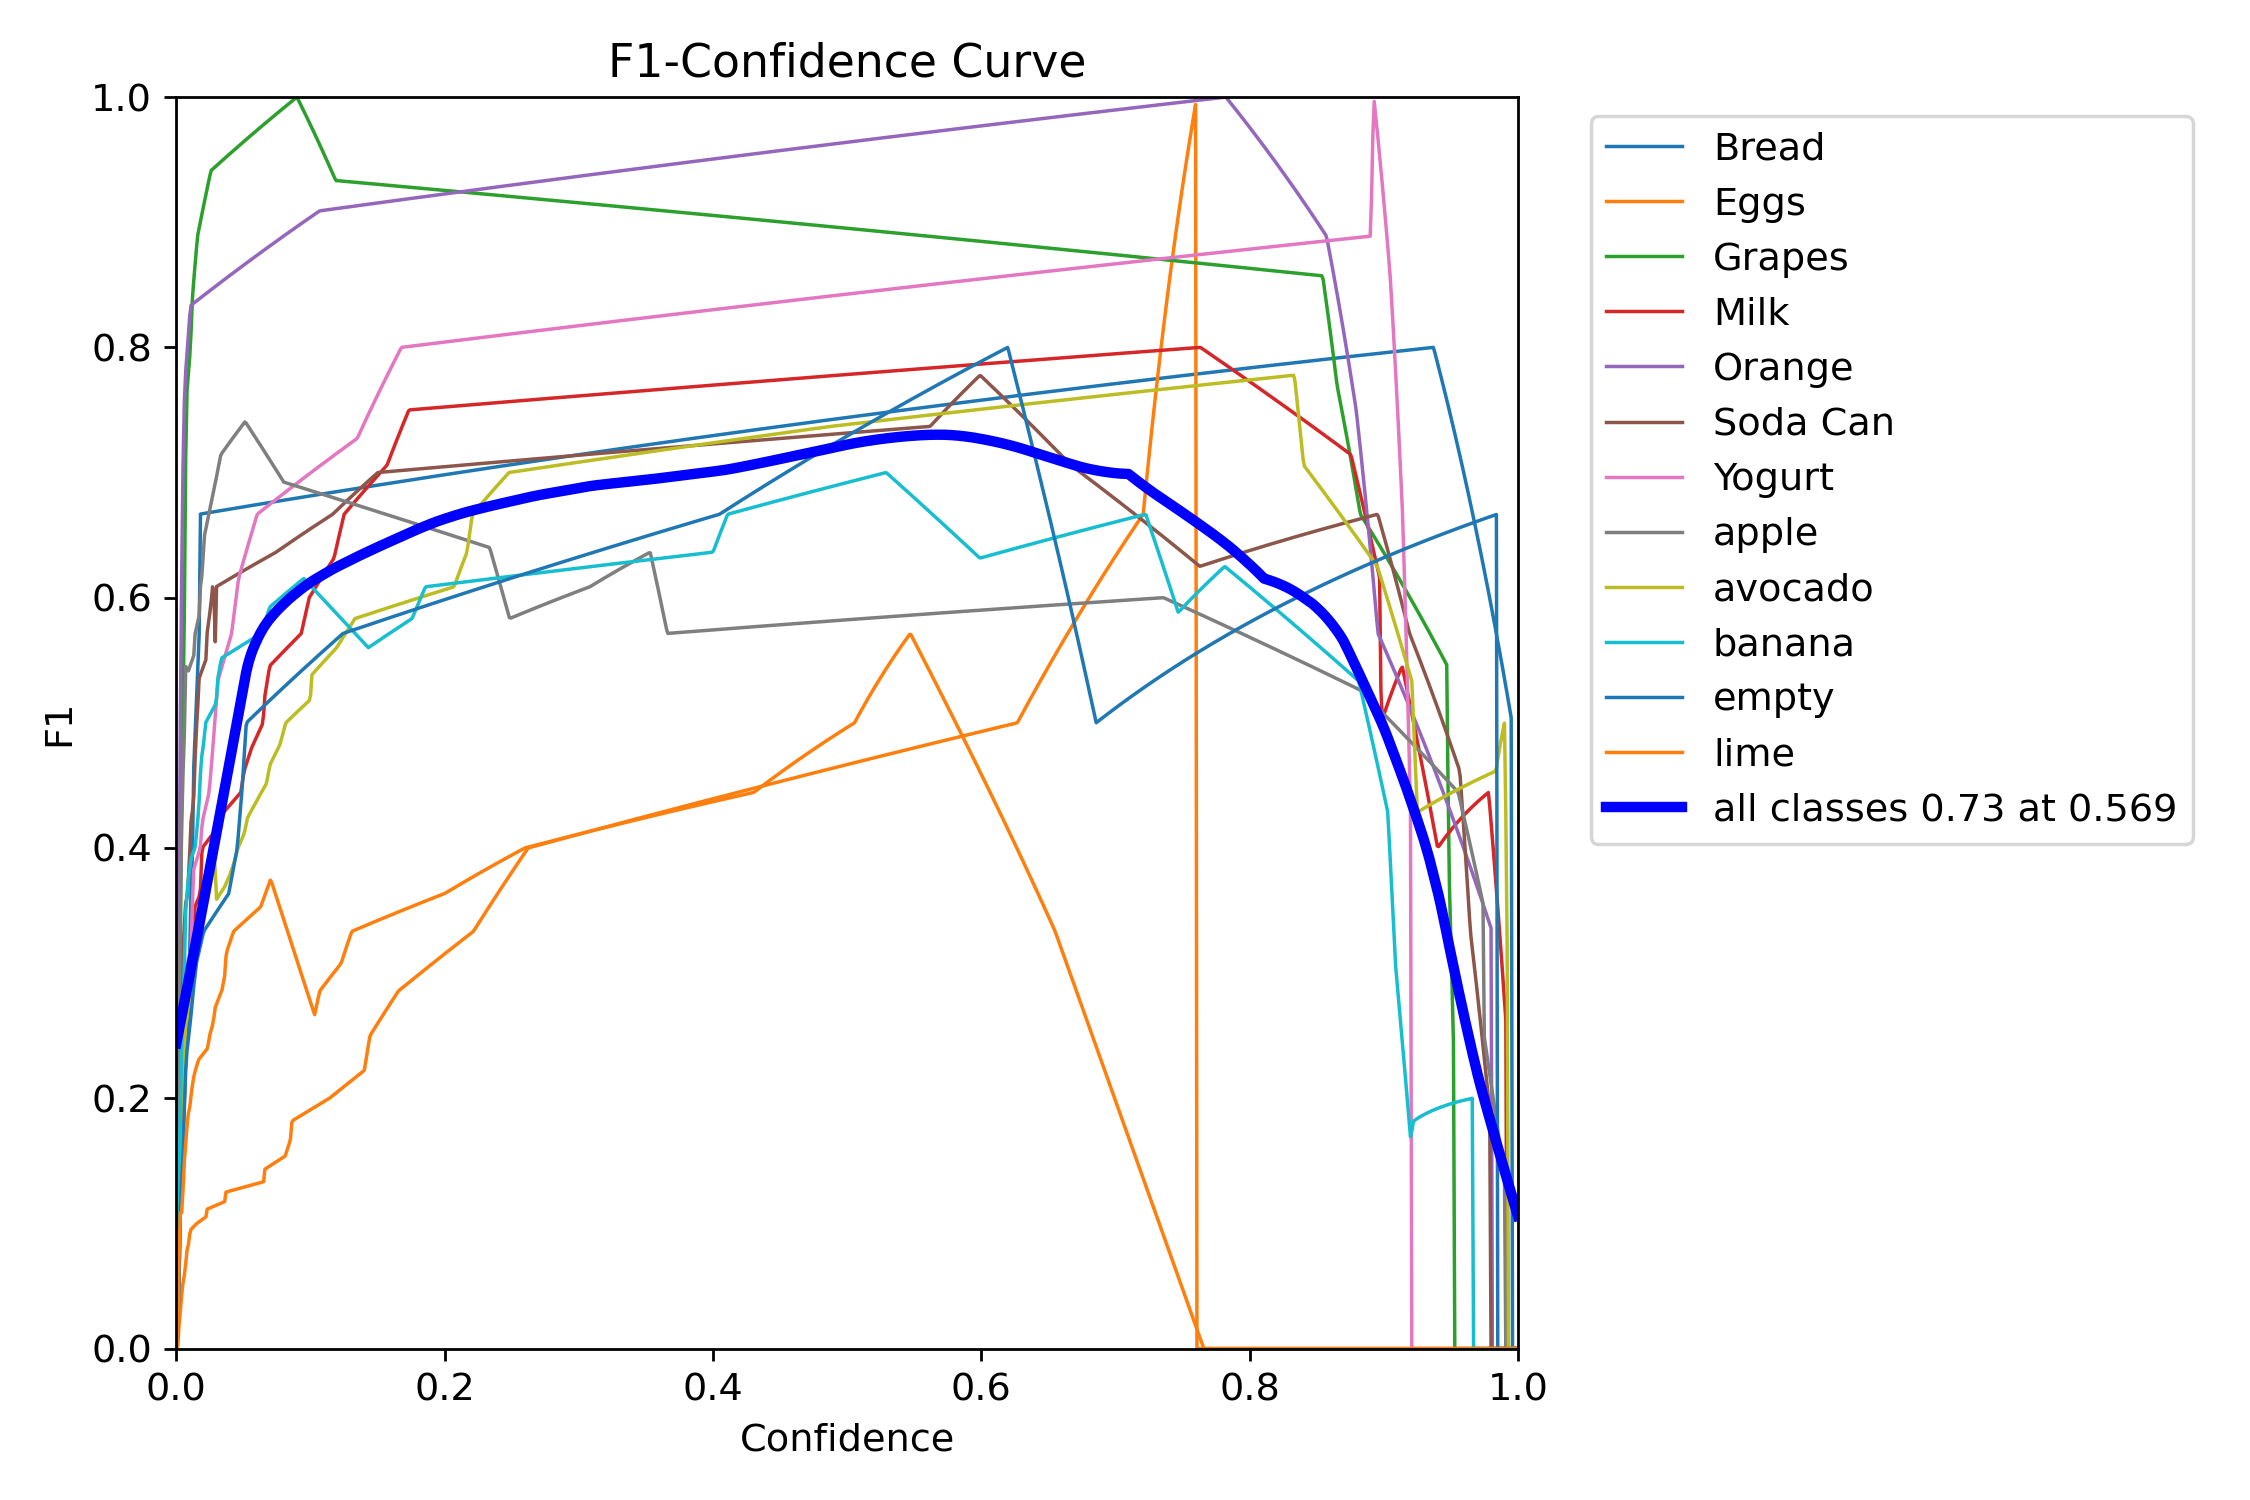 F1-Confidence Curve
1.0
0.8
0.6
0.4
0.2
0.0
F1
0.0 0.2 0.4 0.6 0.8 1.0
Confidence
Bread
Eggs
Grapes
Milk
Orange
Soda Can
Yogurt
apple
avocado
banana
empty
lime
all classes 0.73 at 0.569